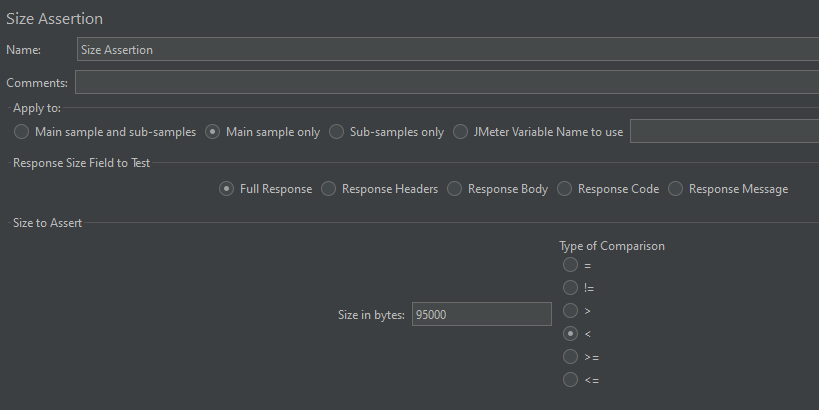 Size Assertion
Name: Size Assertion
Comments:
Apply to:
Main sample and sub-samples Main sample only Sub-samples only JMeter Variable Name to use
Response Size Field to Test
Full Response Response Headers Response Body Response Code Response Message
Size to Assert
Type of Comparison
=
!=
>
Size in bytes: 95000
<
>=
<=